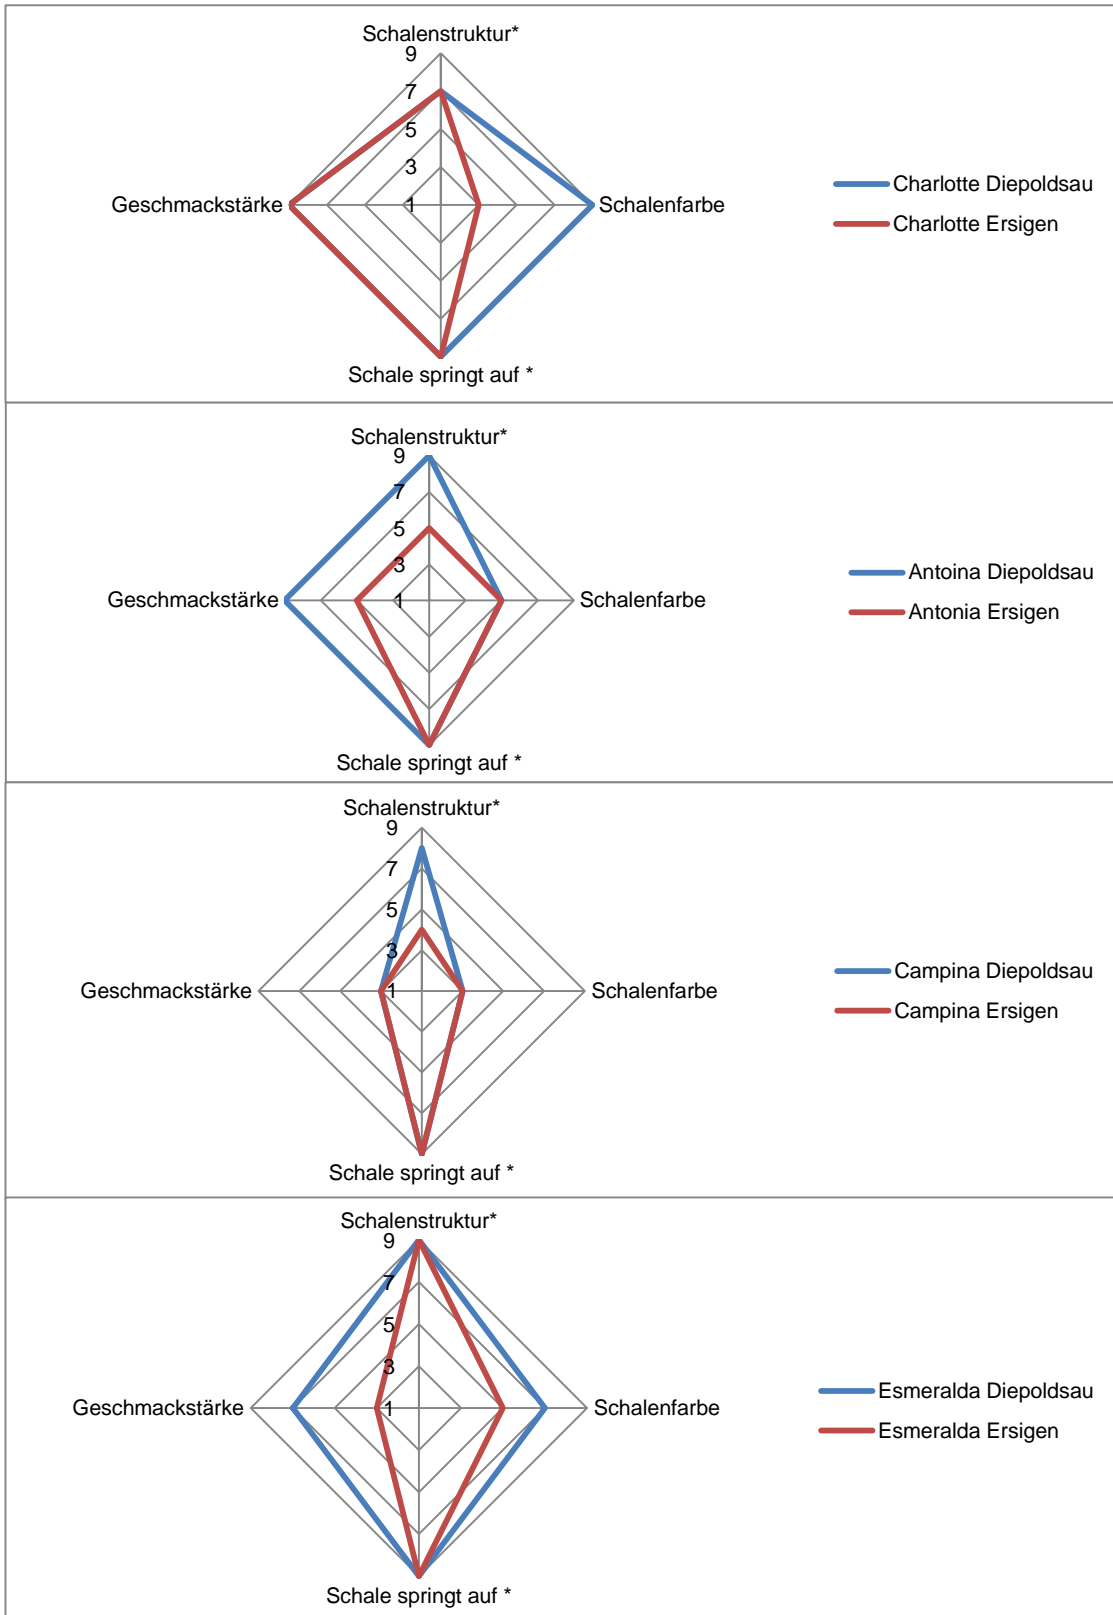 Schalenstruktur*
9
7
5
3
1
Geschmackstärke
Schalenfarbe
Schale springt auf *
Charlotte Diepoldsau
Charlotte Ersigen
Schalenstruktur*
9
7
5
3
1
Geschmackstärke
Schalenfarbe
Schale springt auf *
Antoina Diepoldsau
Antonia Ersigen
Schalenstruktur*
9
7
5
3
1
Geschmackstärke
Schalenfarbe
Schale springt auf *
Campina Diepoldsau
Campina Ersigen
Schalenstruktur*
9
7
5
3
1
Geschmackstärke
Schalenfarbe
Schale springt auf *
Esmeralda Diepoldsau
Esmeralda Ersigen